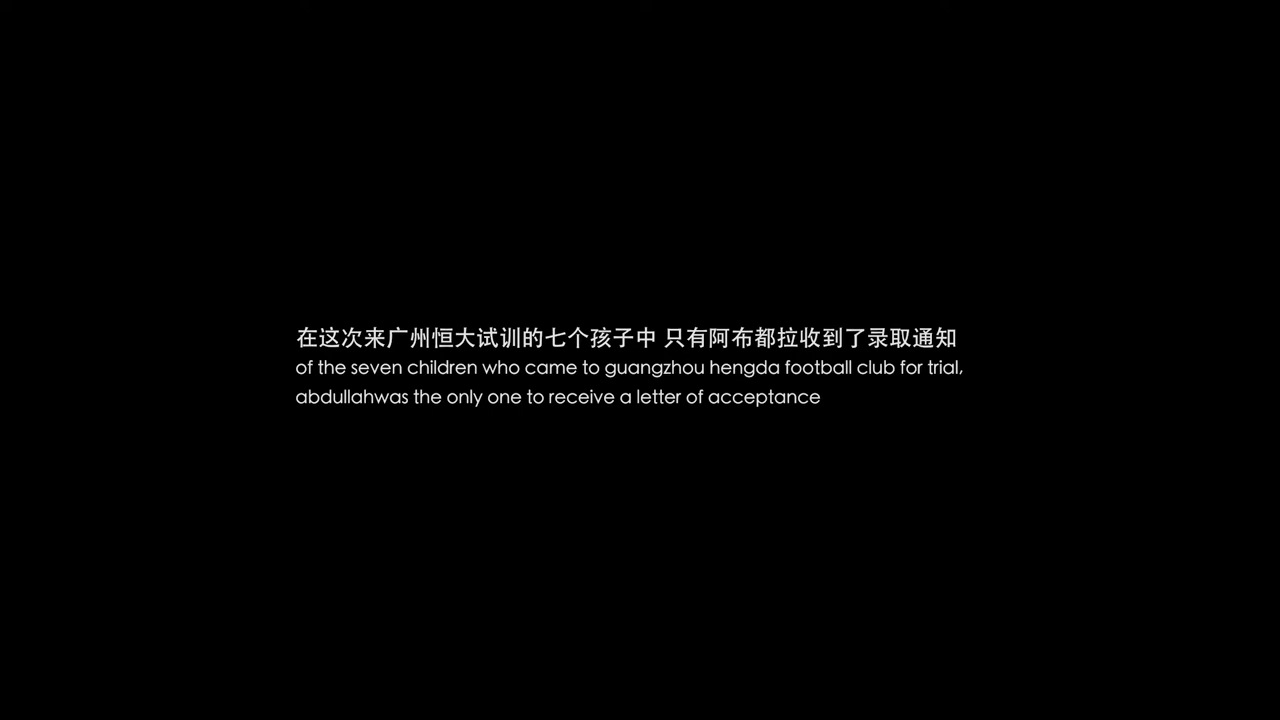 在这次来广州恒大试训的七个孩子中 只有阿布都拉收到了录取通知
of the seven children who came to guangzhou hengda football club for trial,
abdullahwas the only one to receive a letter of acceptance